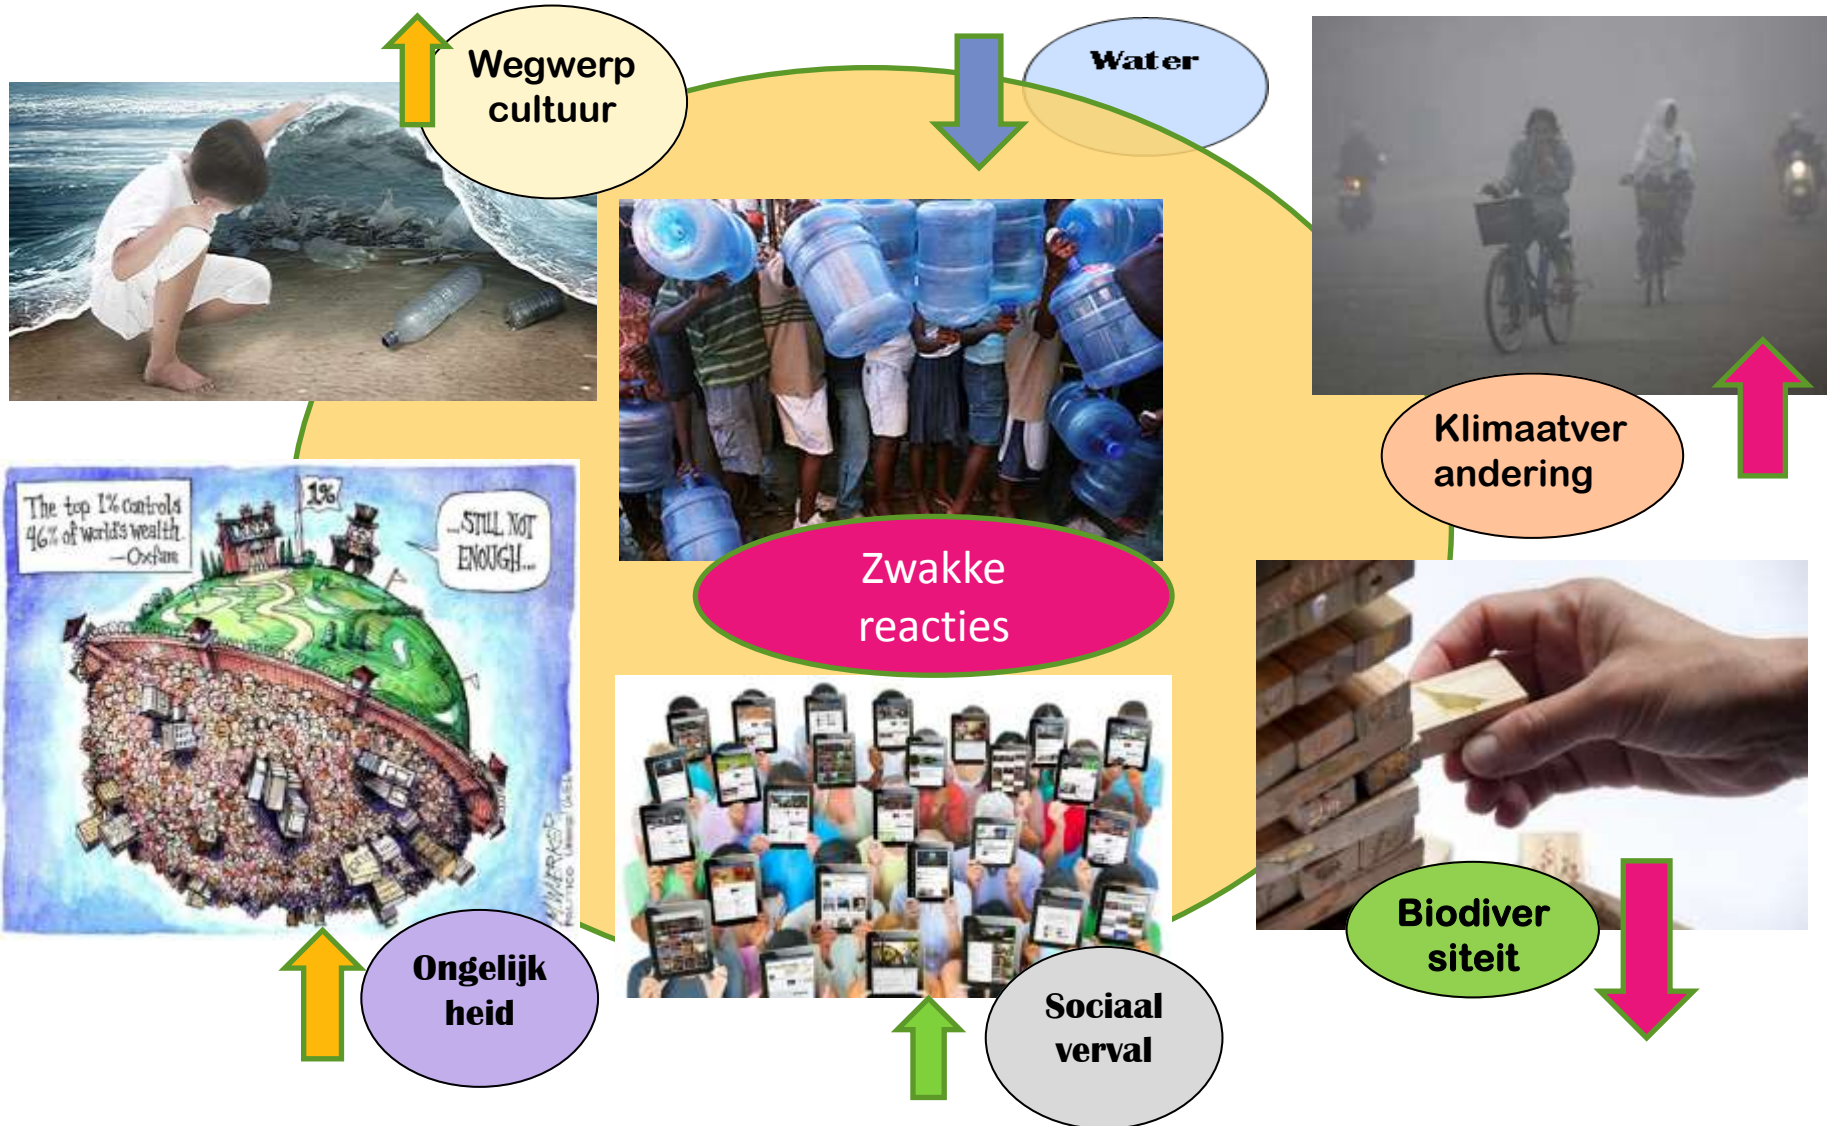 Wegwerp
cultuur
Water
Klimaatver
andering
The top 1% controls
46% of world's wealth
—Oxfam
1%
...STILL NOT
ENOUGH...
Zwakke
reacties
Biodiver
siteit
Ongelijk
heid
Sociaal
verval